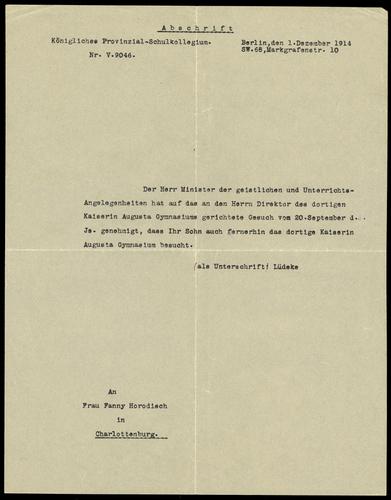 Abschrift
Königliches Provinzial-Schulkollegium.
Nr. V.9046.
Berlin,den 1.Dezember 1914
SW.68,Markgrafenstr. 10
Der Herr Minister der geistlichen und Unterrichts-
Angelegenheiten hat auf das an den Herrn Direktor des dortigen
Kaiserin Augusta Gymnasiums gerichtete Gesuch vom 20.September d.
Js. genehmigt, dass Ihr Sohn auch fernerhin das dortige Kaiserin
Augusta Gymnasium besucht.
(als Unterschrift) Lüdeke
An
Frau Fanny Horodisch
in
Charlottenburg.